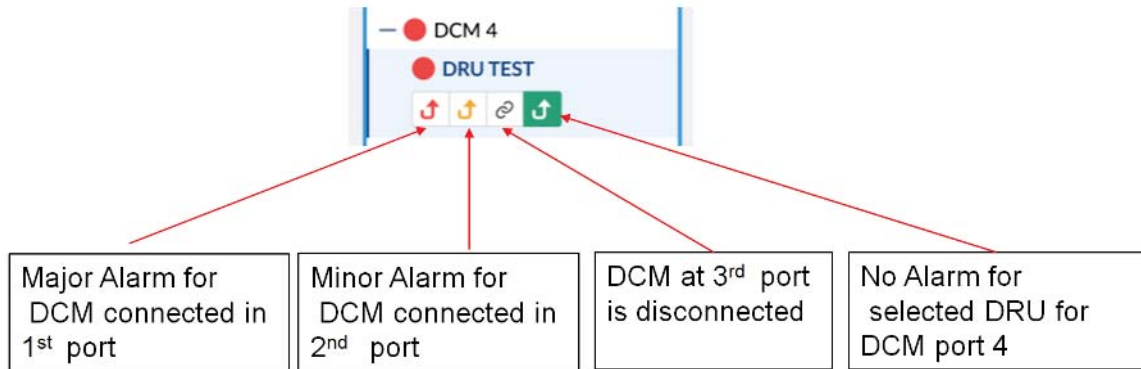 DCM 4
DRU TEST
Major Alarm for
DCM connected in
1st port
Minor Alarm for
DCM connected in
2nd port
DCM at 3rd port
is disconnected
No Alarm for
selected DRU for
DCM port 4